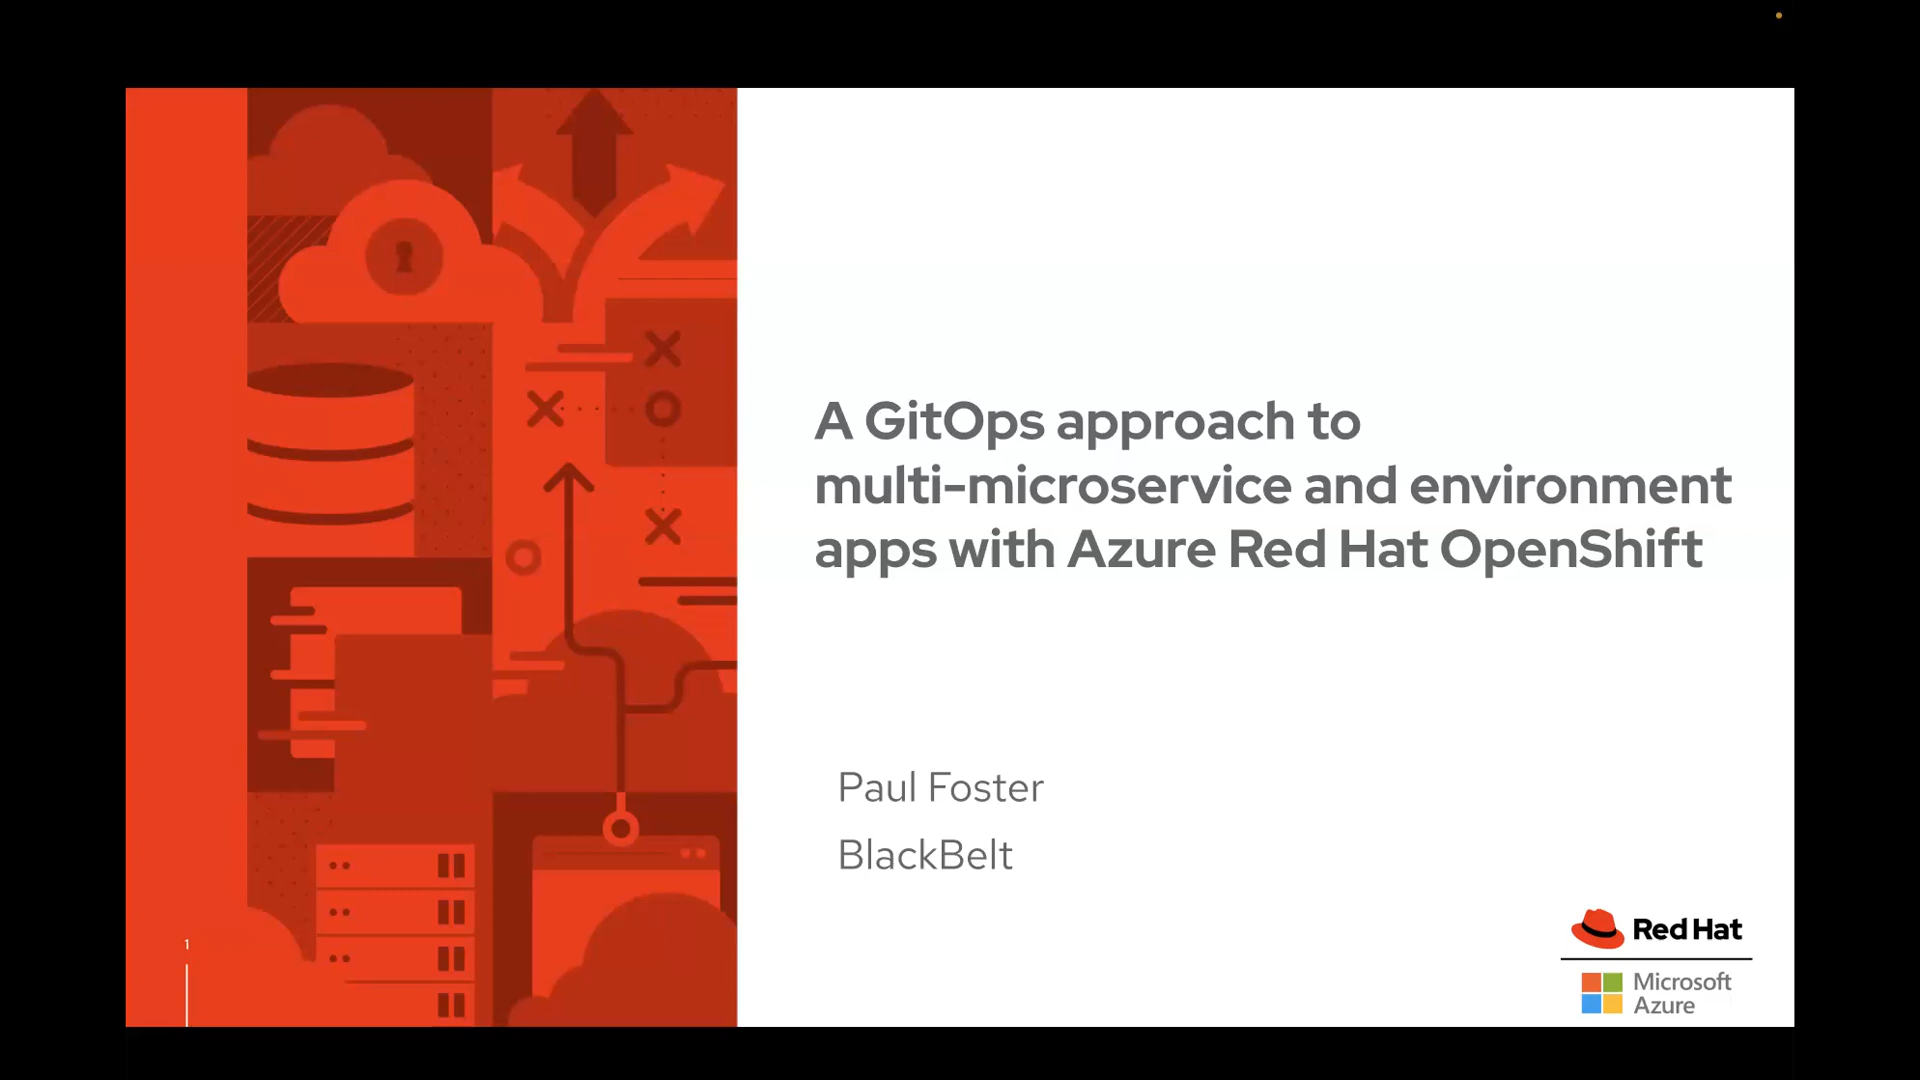 A GitOps approach to
multi-microservice and environment
apps with Azure Red Hat OpenShift
Paul Foster
BlackBelt
1
Red Hat
Microsoft
Azure